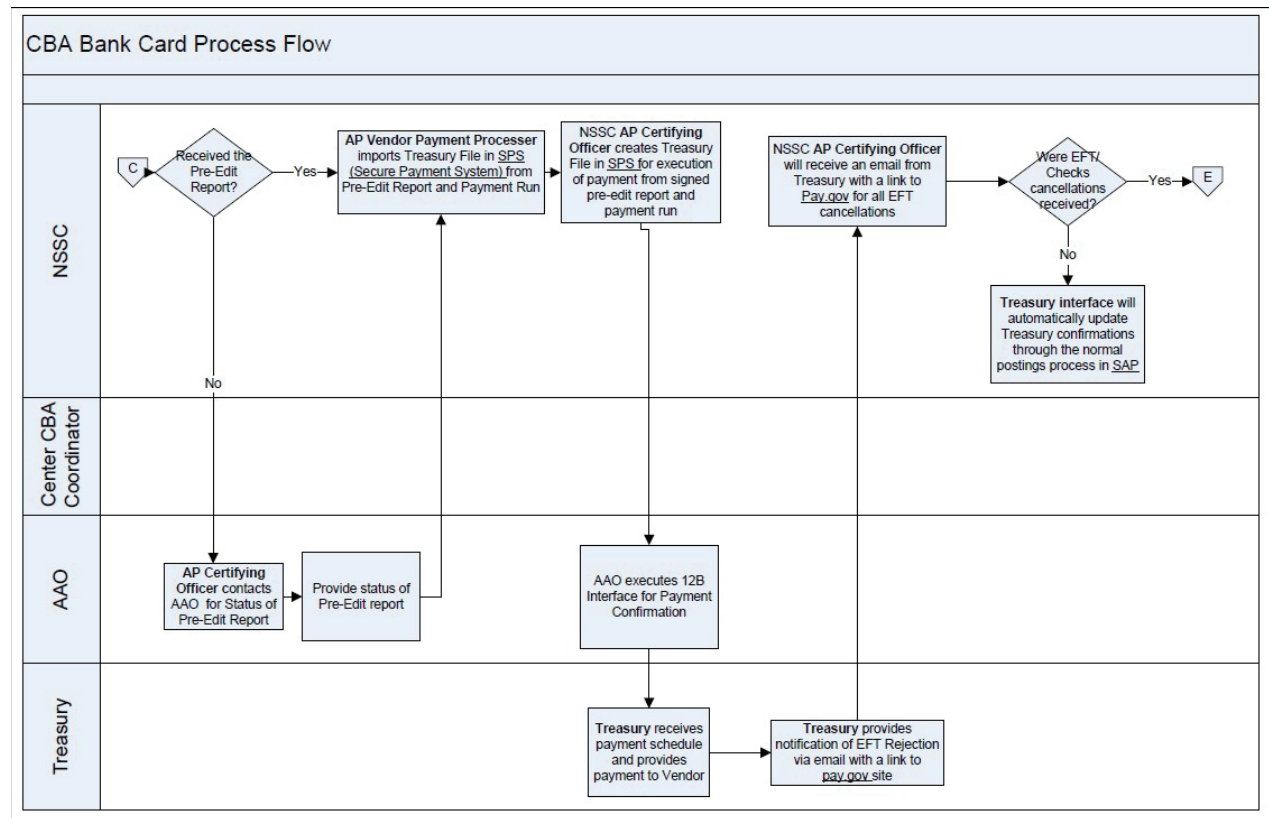 CBA Bank Card Process Flow
NSSC
C
Received the
Pre-Edit
Report?
Yes
No
AP Vendor Payment Processer
imports Treasury File in SPS
(Secure Payment System) from
Pre-Edit Report and Payment Run
NSSC AP Certifying
Officer creates Treasury
File in SPS for execution
of payment from signed
pre-edit report and
payment run
NSSC AP Certifying Officer
will receive an email from
Treasury with a link to
Pay.gov for all EFT
cancellations
Were EFT/
Checks
cancellations
received?
Yes
E
No
Treasury interface will
automatically update
Treasury confirmations
through the normal
postings process in SAP
Center CBA
Coordinator
AAO
AP Certifying
Officer contacts
AAO for Status of
Pre-Edit Report
Provide status of
Pre-Edit report
AAO executes 12B
Interface for Payment
Confirmation
Treasury
Treasury receives
payment schedule
and provides
payment to Vendor
Treasury provides
notification of EFT Rejection
via email with a link to
pay.gov site